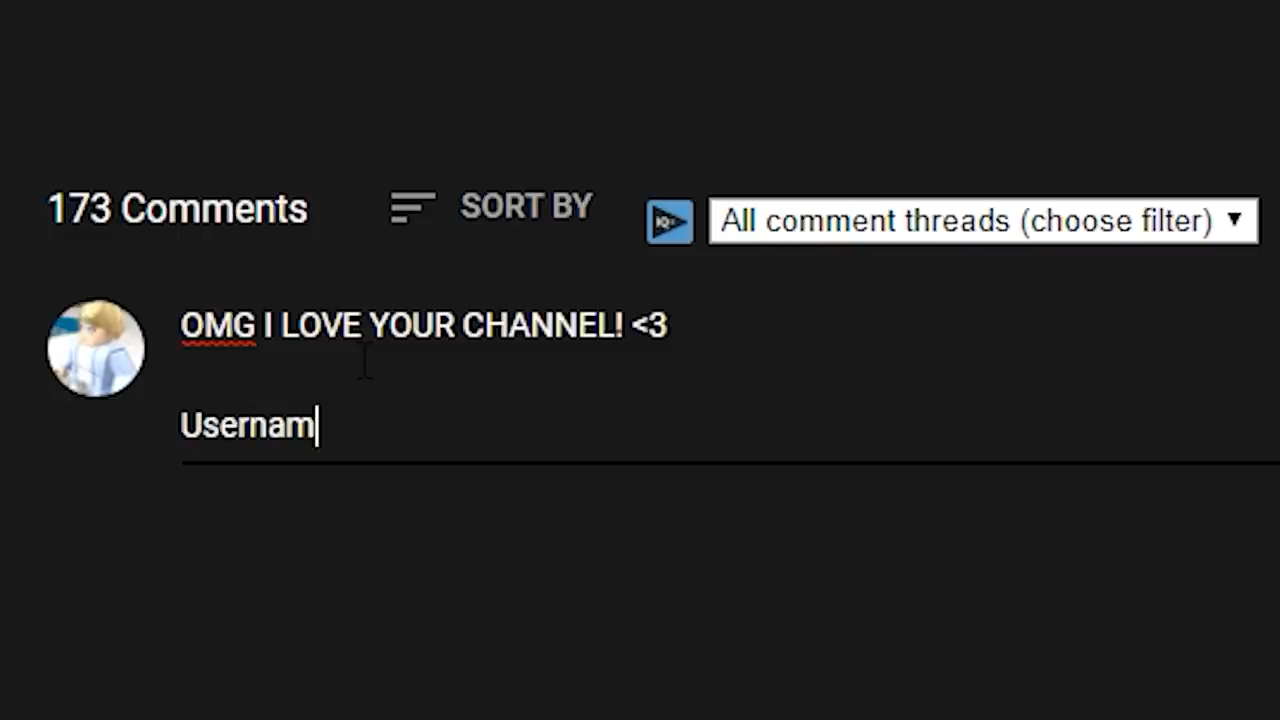 173 Comments SORT BY All comment threads (choose filter)
OMG I LOVE YOUR CHANNEL! <3
Usernam